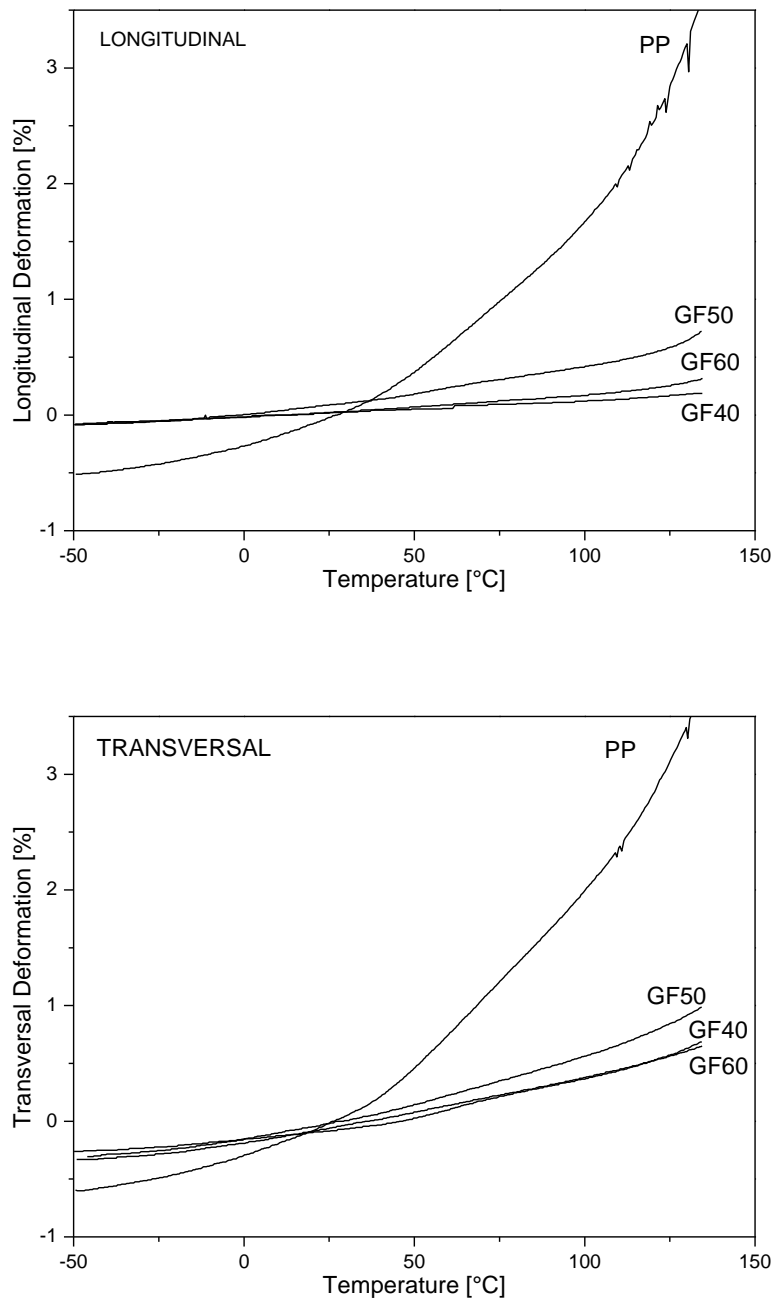 LONGITUDINAL
PP
3
2
1
0
-1
Longitudinal Deformation [%]
GF50
GF60
GF40
-50
0
50
100
150
Temperature [°C]
TRANSVERSAL
PP
3
2
1
0
-1
Transversal Deformation [%]
GF50
GF40
GF60
-50
0
50
100
150
Temperature [°C]